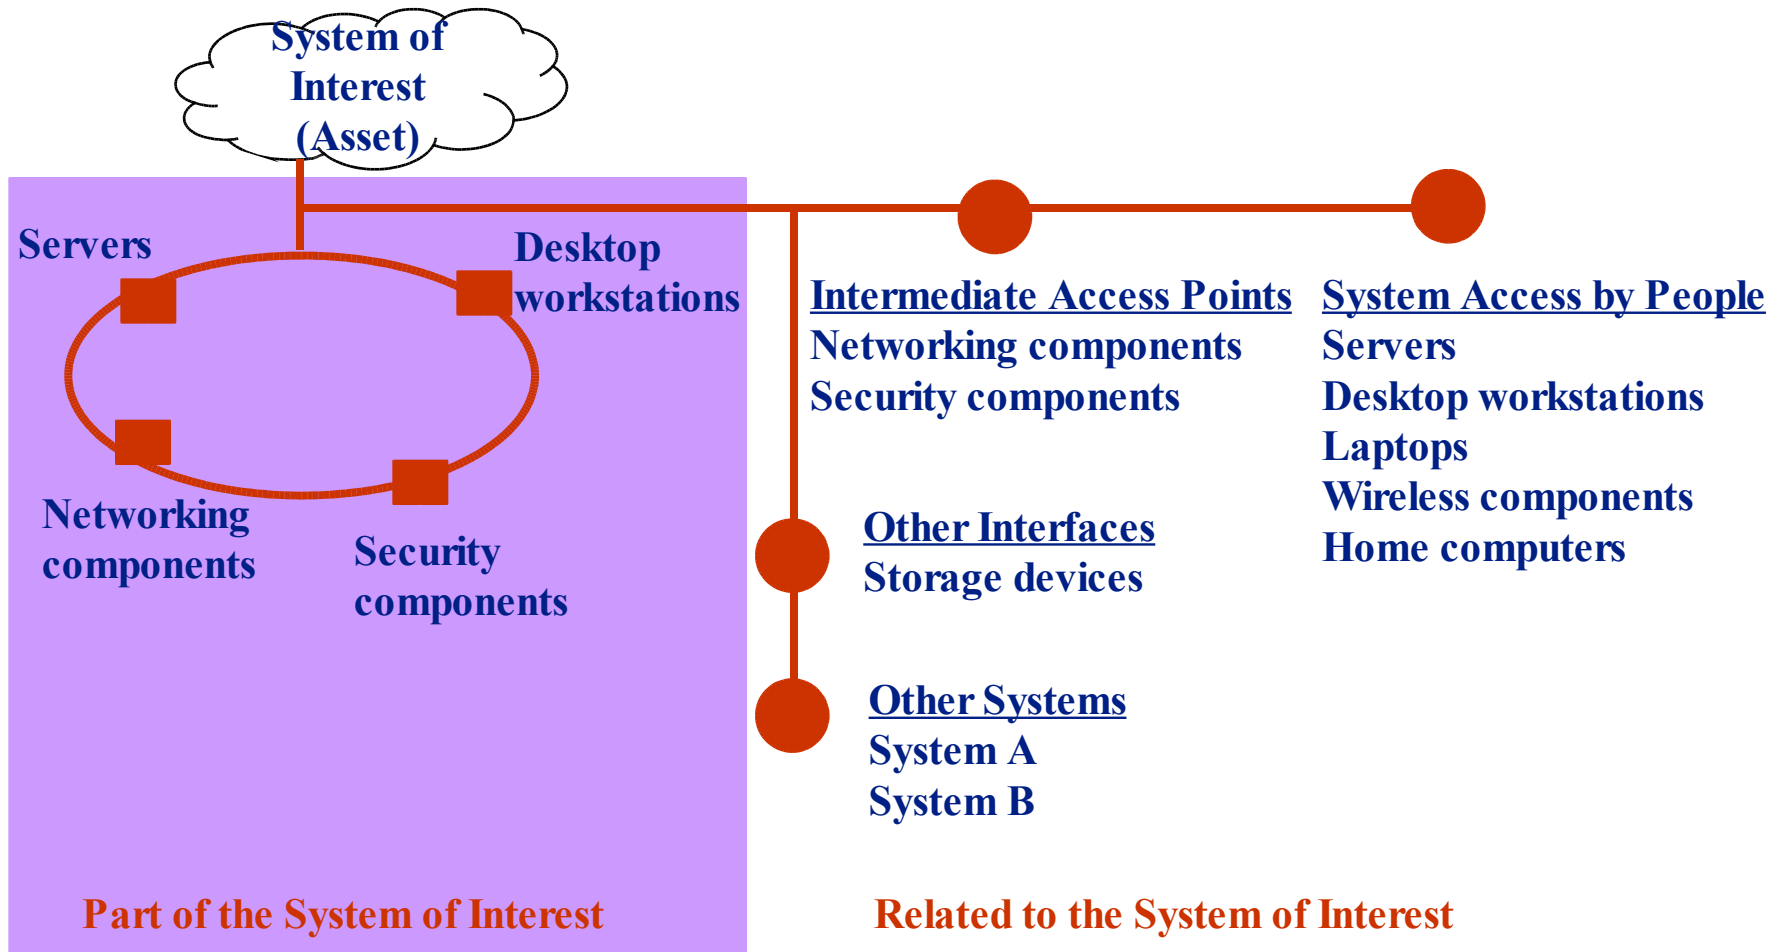 System of
Interest
(Asset)
Servers
Desktop
workstations
Networking
components
Security
components
Intermediate Access Points
Networking components
Security components
System Access by People
Servers
Desktop workstations
Laptops
Wireless components
Home computers
Other Interfaces
Storage devices
Other Systems
System A
System B
Part of the System of Interest
Related to the System of Interest